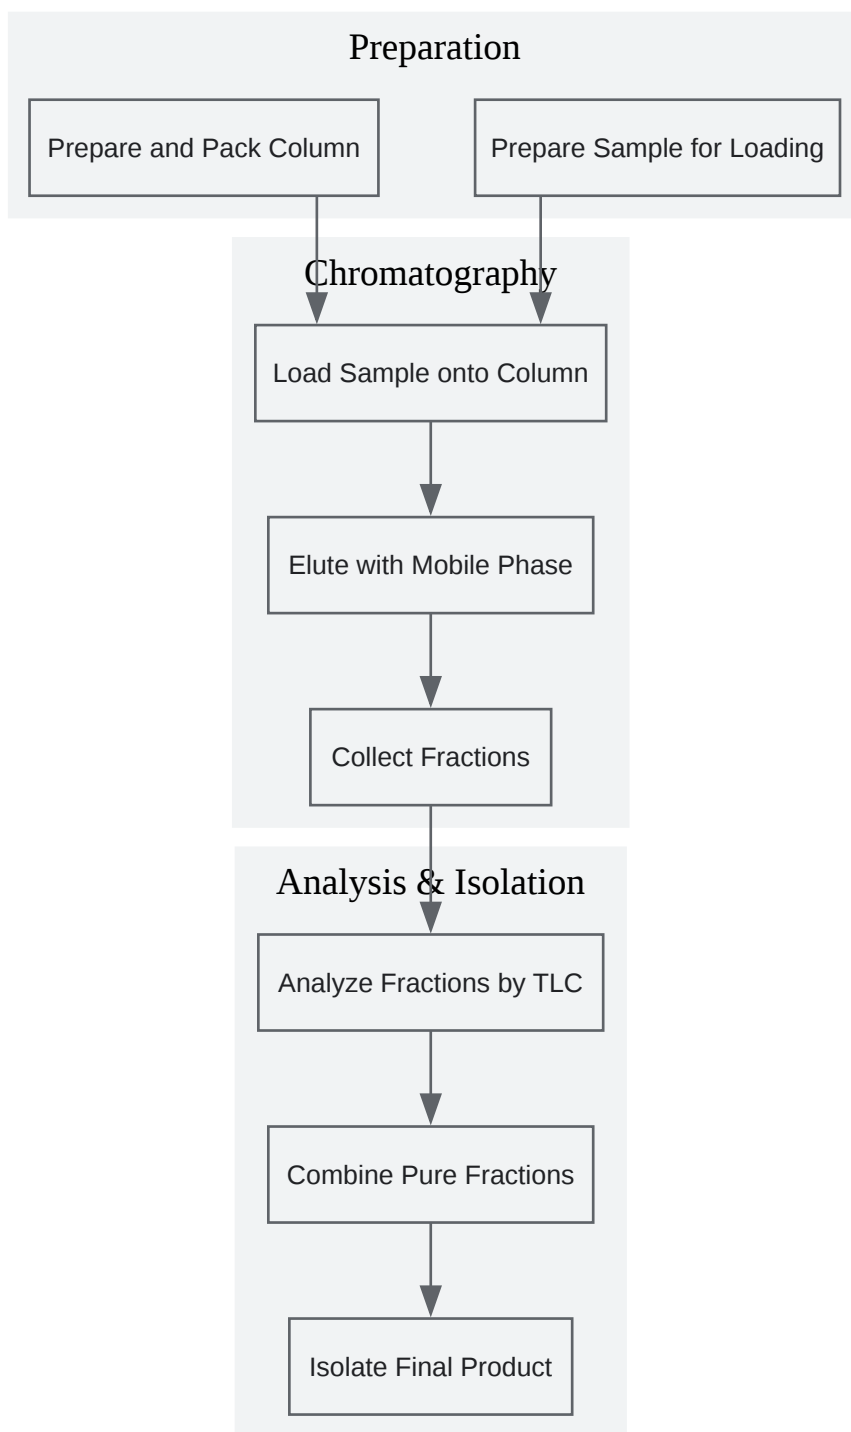 Preparation
Prepare and Pack Column
Prepare Sample for Loading
Chromatography
Load Sample onto Column
Elute with Mobile Phase
Collect Fractions
Analysis & Isolation
Analyze Fractions by TLC
Combine Pure Fractions
Isolate Final Product